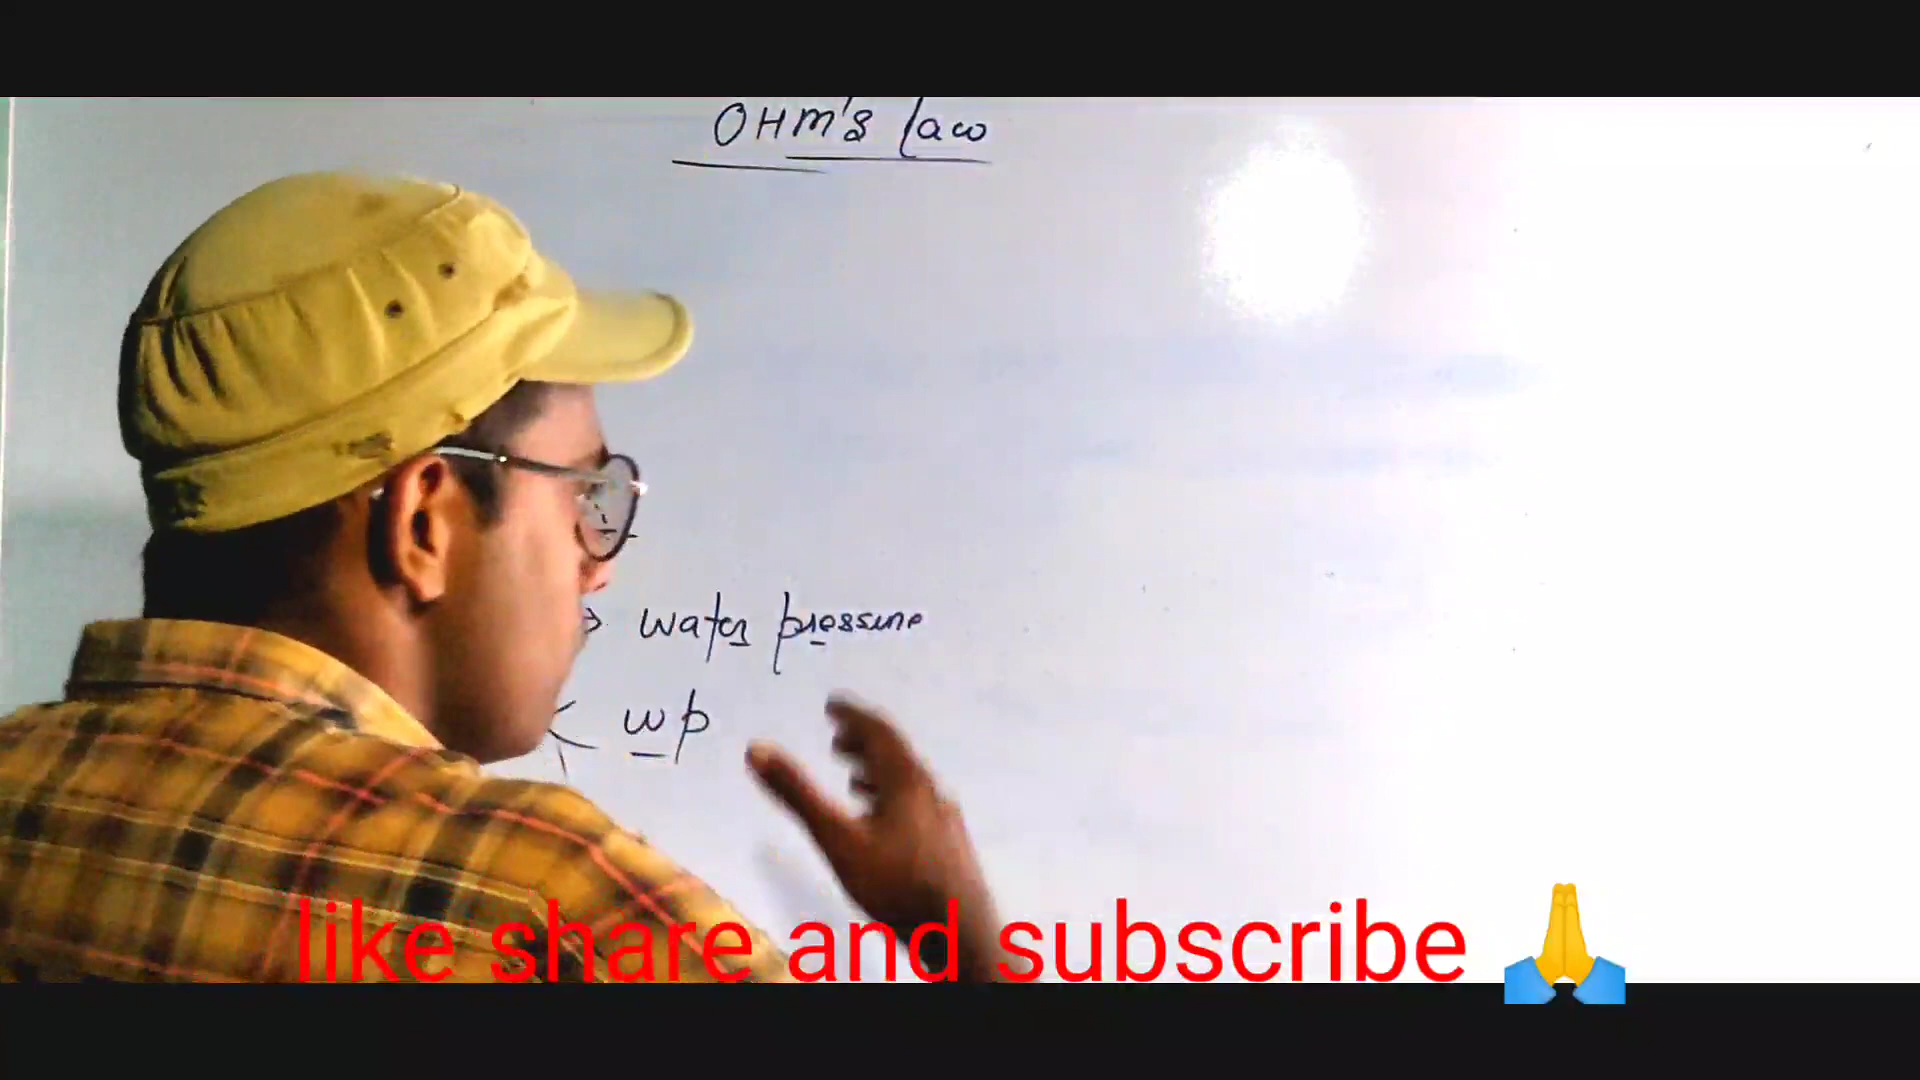 OHM's law
→ water pressure
wp
like share and subscribe 🙏